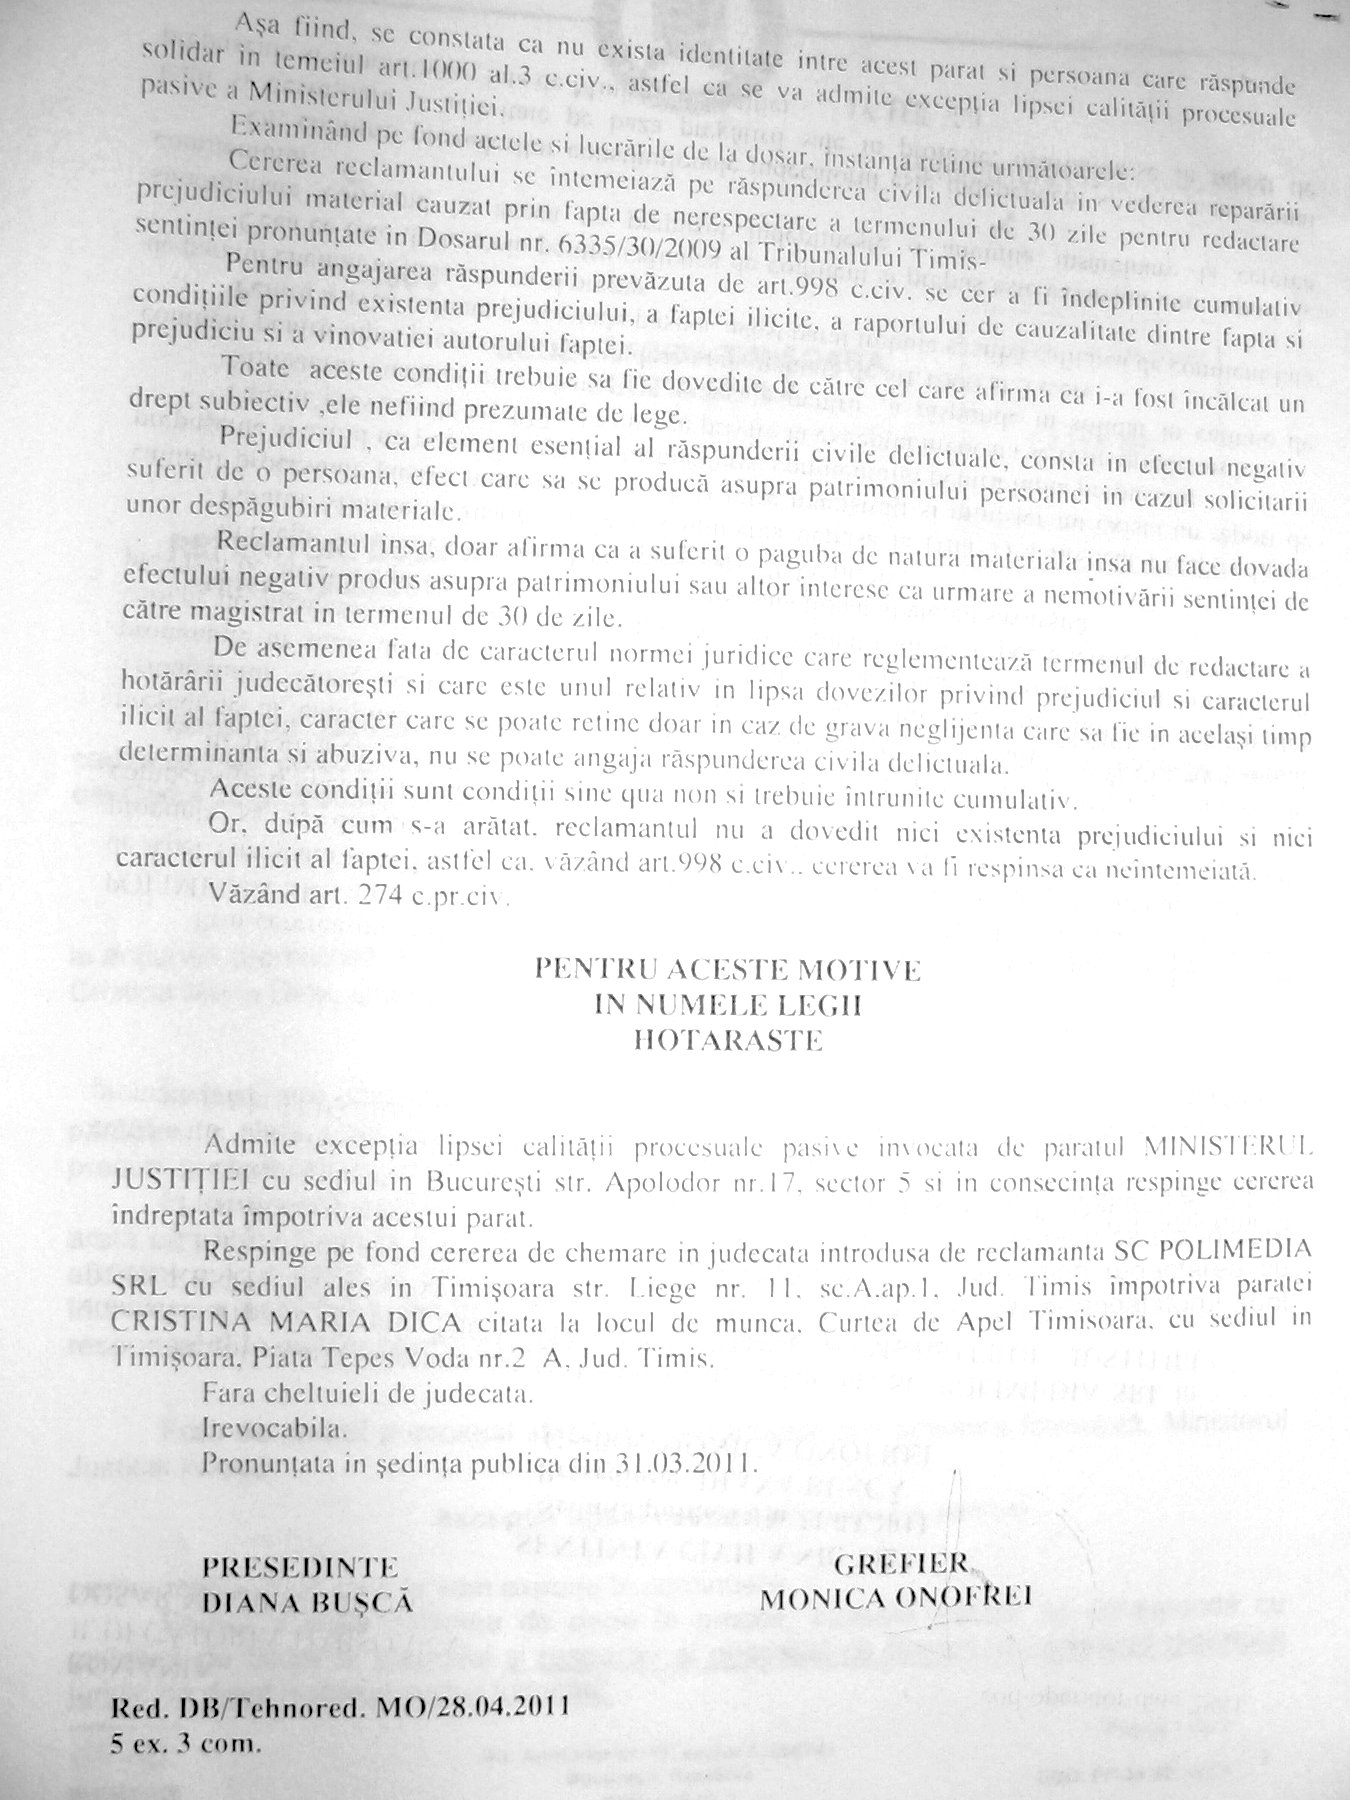 Aşa fiind, se constata ca nu exista identitate intre acest parat si persoana care răspunde
solidar in temeiul art.1000 al.3 c.civ., astfel ca se va admite excepţia lipsei calităţii procesuale
pasive a Ministerului Justiţiei.
Examinând pe fond actele si lucrările de la dosar, instanţa retine următoarele:
Cererea reclamantului se întemeiază pe răspunderea civila delictuala in vederea reparării
prejudiciului material cauzat prin fapta de nerespectare a termenului de 30 zile pentru redactare
sentinţei pronunţate in Dosarul nr. 6335/30/2009 al Tribunalului Timis-
Pentru angajarea răspunderii prevăzuta de art.998 c.civ. se cer a fi îndeplinite cumulativ
condiţiile privind existenta prejudiciului, a faptei ilicite, a raportului de cauzalitate dintre fapta si
prejudiciu si a vinovatiei autorului faptei.
Toate aceste condiţii trebuie sa fie dovedite de către cel care afirma ca i-a fost încălcat un
drept subiectiv ,ele nefiind prezumate de lege.
Prejudiciul , ca element esenţial al răspunderii civile delictuale, consta in efectul negativ
suferit de o persoana, efect care sa se producă asupra patrimoniului persoanei in cazul solicitarii
unor despăgubiri materiale.
Reclamantul insa, doar afirma ca a suferit o paguba de natura materiala insa nu face dovada
efectului negativ produs asupra patrimoniului sau altor interese ca urmare a nemotivării sentinţei de
către magistrat in termenul de 30 de zile.
De asemenea fata de caracterul normei juridice care reglementează termenul de redactare a
hotărârii judecătoreşti si care este unul relativ in lipsa dovezilor privind prejudiciul si caracterul
ilicit al faptei, caracter care se poate retine doar in caz de grava neglijenta care sa fie in acelaşi timp
determinanta si abuziva, nu se poate angaja răspunderea civila delictuala.
Aceste condiţii sunt condiţii sine qua non si trebuie întrunite cumulativ.
Or, după cum s-a arătat, reclamantul nu a dovedit nici existenta prejudiciului si nici
caracterul ilicit al faptei, astfel ca, văzând art.998 c.civ., cererea va fi respinsa ca neîntemeiată.
Văzând art. 274 c.pr.civ.
PENTRU ACESTE MOTIVE
IN NUMELE LEGII
HOTARASTE
Admite excepţia lipsei calităţii procesuale pasive invocata de paratul MINISTERUL
JUSTIŢIEI cu sediul in Bucureşti str. Apolodor nr.17, sector 5 si in consecinţa respinge cererea
îndreptata împotriva acestui parat.
Respinge pe fond cererea de chemare in judecata introdusa de reclamanta SC POLIMEDIA
SRL cu sediul ales in Timişoara str. Liege nr. 11, sc.A.ap.1, Jud. Timis împotriva paratei
CRISTINA MARIA DICA citata la locul de munca, Curtea de Apel Timisoara, cu sediul in
Timişoara, Piata Tepes Voda nr.2 A, Jud. Timis.
Fara cheltuieli de judecata.
Irevocabila.
Pronunţata in şedinţa publica din 31.03.2011.
PRESEDINTE GREFIER
DIANA BUŞCĂ MONICA ONOFREI
Red. DB/Tehnored. MO/28.04.2011
5 ex. 3 com.